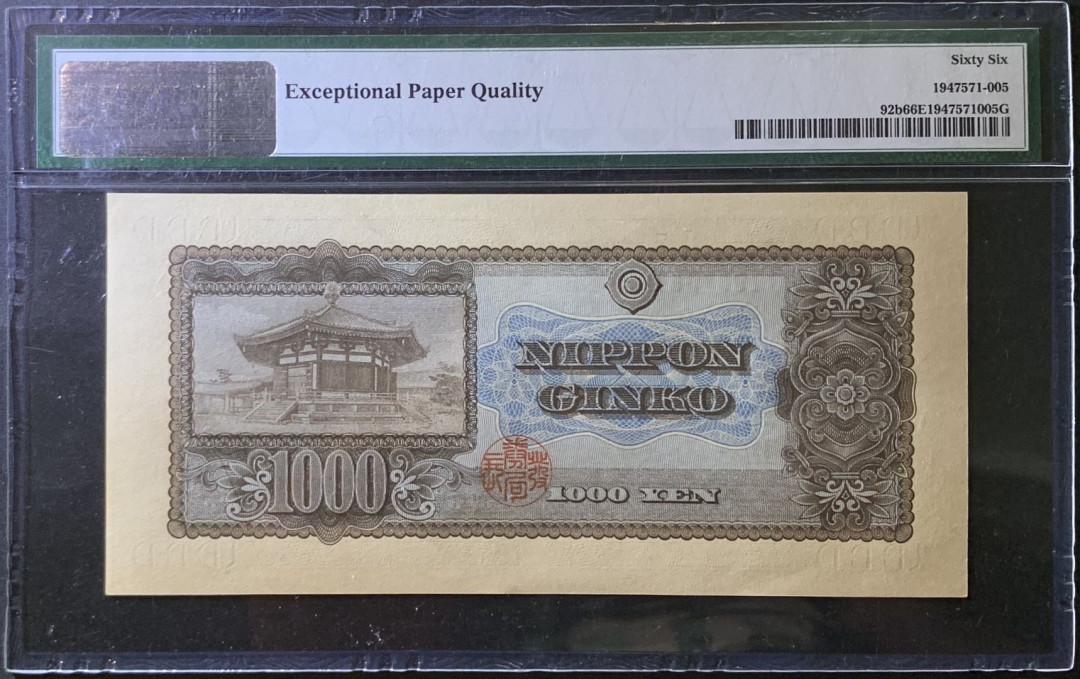 Sixty Six
Exceptional Paper Quality
1947571-005
92b66E1947571005G
NIPPON
GINKO
1000
1000 YEN